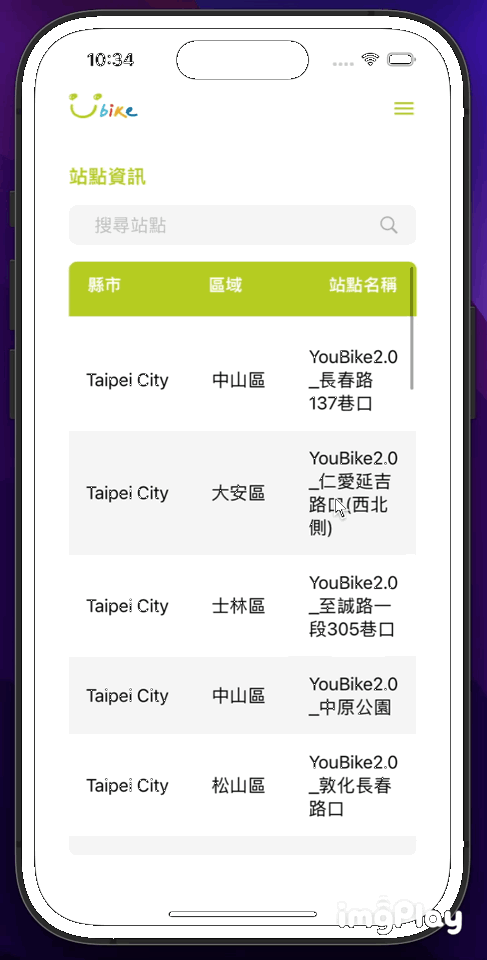 10:34
Ubike
站點資訊
搜尋站點
縣市 區域 站點名稱
YouBike2.0
_長春路
137巷口
Taipei City 中山區
YouBike2.0
_仁愛延吉
路口(西北
側)
Taipei City 大安區
YouBike2.0
_至誠路一
段305巷口
Taipei City 士林區
YouBike2.0
_中原公園
Taipei City 中山區
YouBike2.0
_敦化長春
路口
Taipei City 松山區
imgPlay